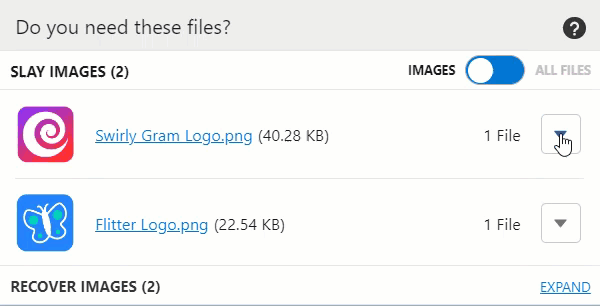 Do you need these files?
?
SLAY IMAGES (2)
IMAGES
ALL FILES
Swirly Gram Logo.png (40.28 KB)
1 File
Flitter Logo.png (22.54 KB)
1 File
RECOVER IMAGES (2)
EXPAND